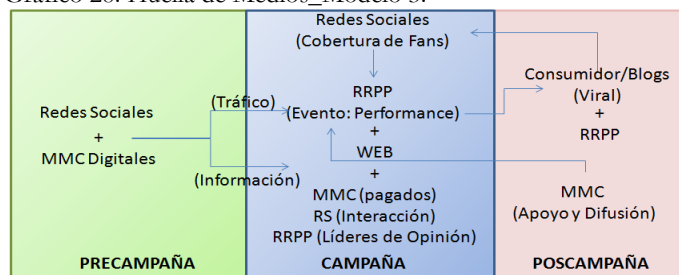 Gráfico 28. Huella de Medios_Modelo 3.
Redes Sociales
+
MMC Digitales
(Tráfico)
(Información)
PRECAMPAÑA
Redes Sociales
(Cobertura de Fans)
RRPP
(Evento: Performance)
+
WEB
+
MMC (pagados)
RS (Interacción)
RRPP (Líderes de Opinión)
CAMPAÑA
Consumidor/Blogs
(Viral)
+
RRPP
MMC
(Apoyo y Difusión)
POSCAMPAÑA